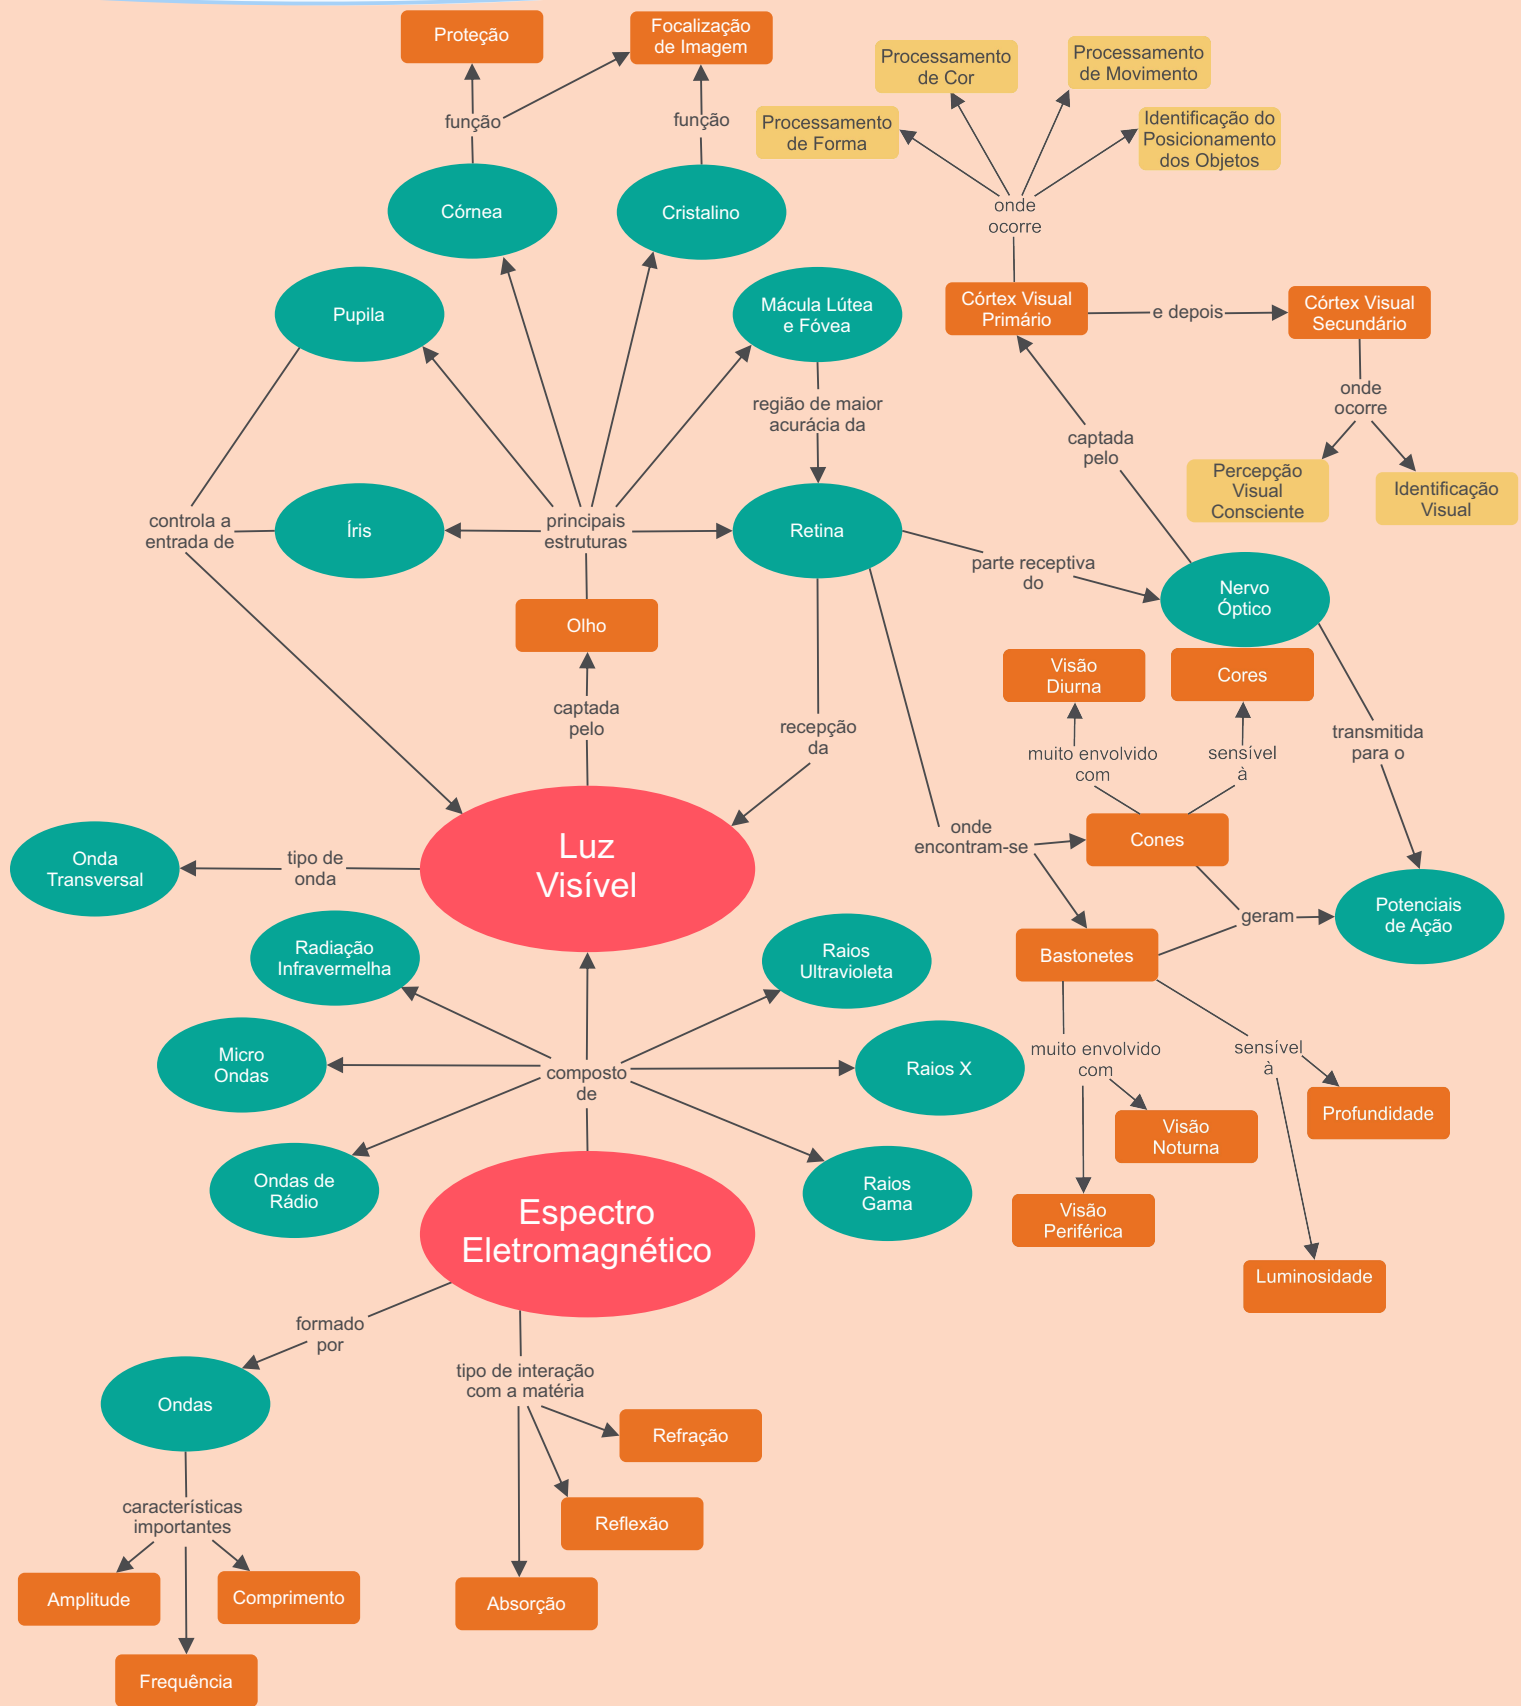 Proteção
Focalização
de Imagem
Processamento
de Cor
Processamento
de Movimento
Processamento
de Forma
Identificação do
Posicionamento
dos Objetos
função
função
Córnea
Cristalino
onde
ocorre
Pupila
Mácula Lútea
e Fóvea
Córtex Visual
Primário
e depois
Córtex Visual
Secundário
região de maior
acurácia da
onde
ocorre
captada
pelo
Percepção
Visual
Consciente
Identificação
Visual
controla a
entrada de
Íris
principais
estruturas
Retina
parte receptiva
do
Nervo
Óptico
Olho
Visão
Diurna
Cores
captada
pelo
recepção
da
muito envolvido
com
sensível
à
transmitida
para o
Luz
Visível
onde
encontram-se
Cones
Onda
Transversal
tipo de
onda
geram
Potenciais
de Ação
Radiação
Infravermelha
Raios
Ultravioleta
Bastonetes
Micro
Ondas
composto
de
Raios X
muito envolvido
com
sensível
à
Profundidade
Visão
Noturna
Ondas de
Rádio
Raios
Gama
Visão
Periférica
Espectro
Eletromagnético
Luminosidade
formado
por
tipo de interação
com a matéria
Ondas
Refração
características
importantes
Reflexão
Amplitude
Comprimento
Absorção
Frequência